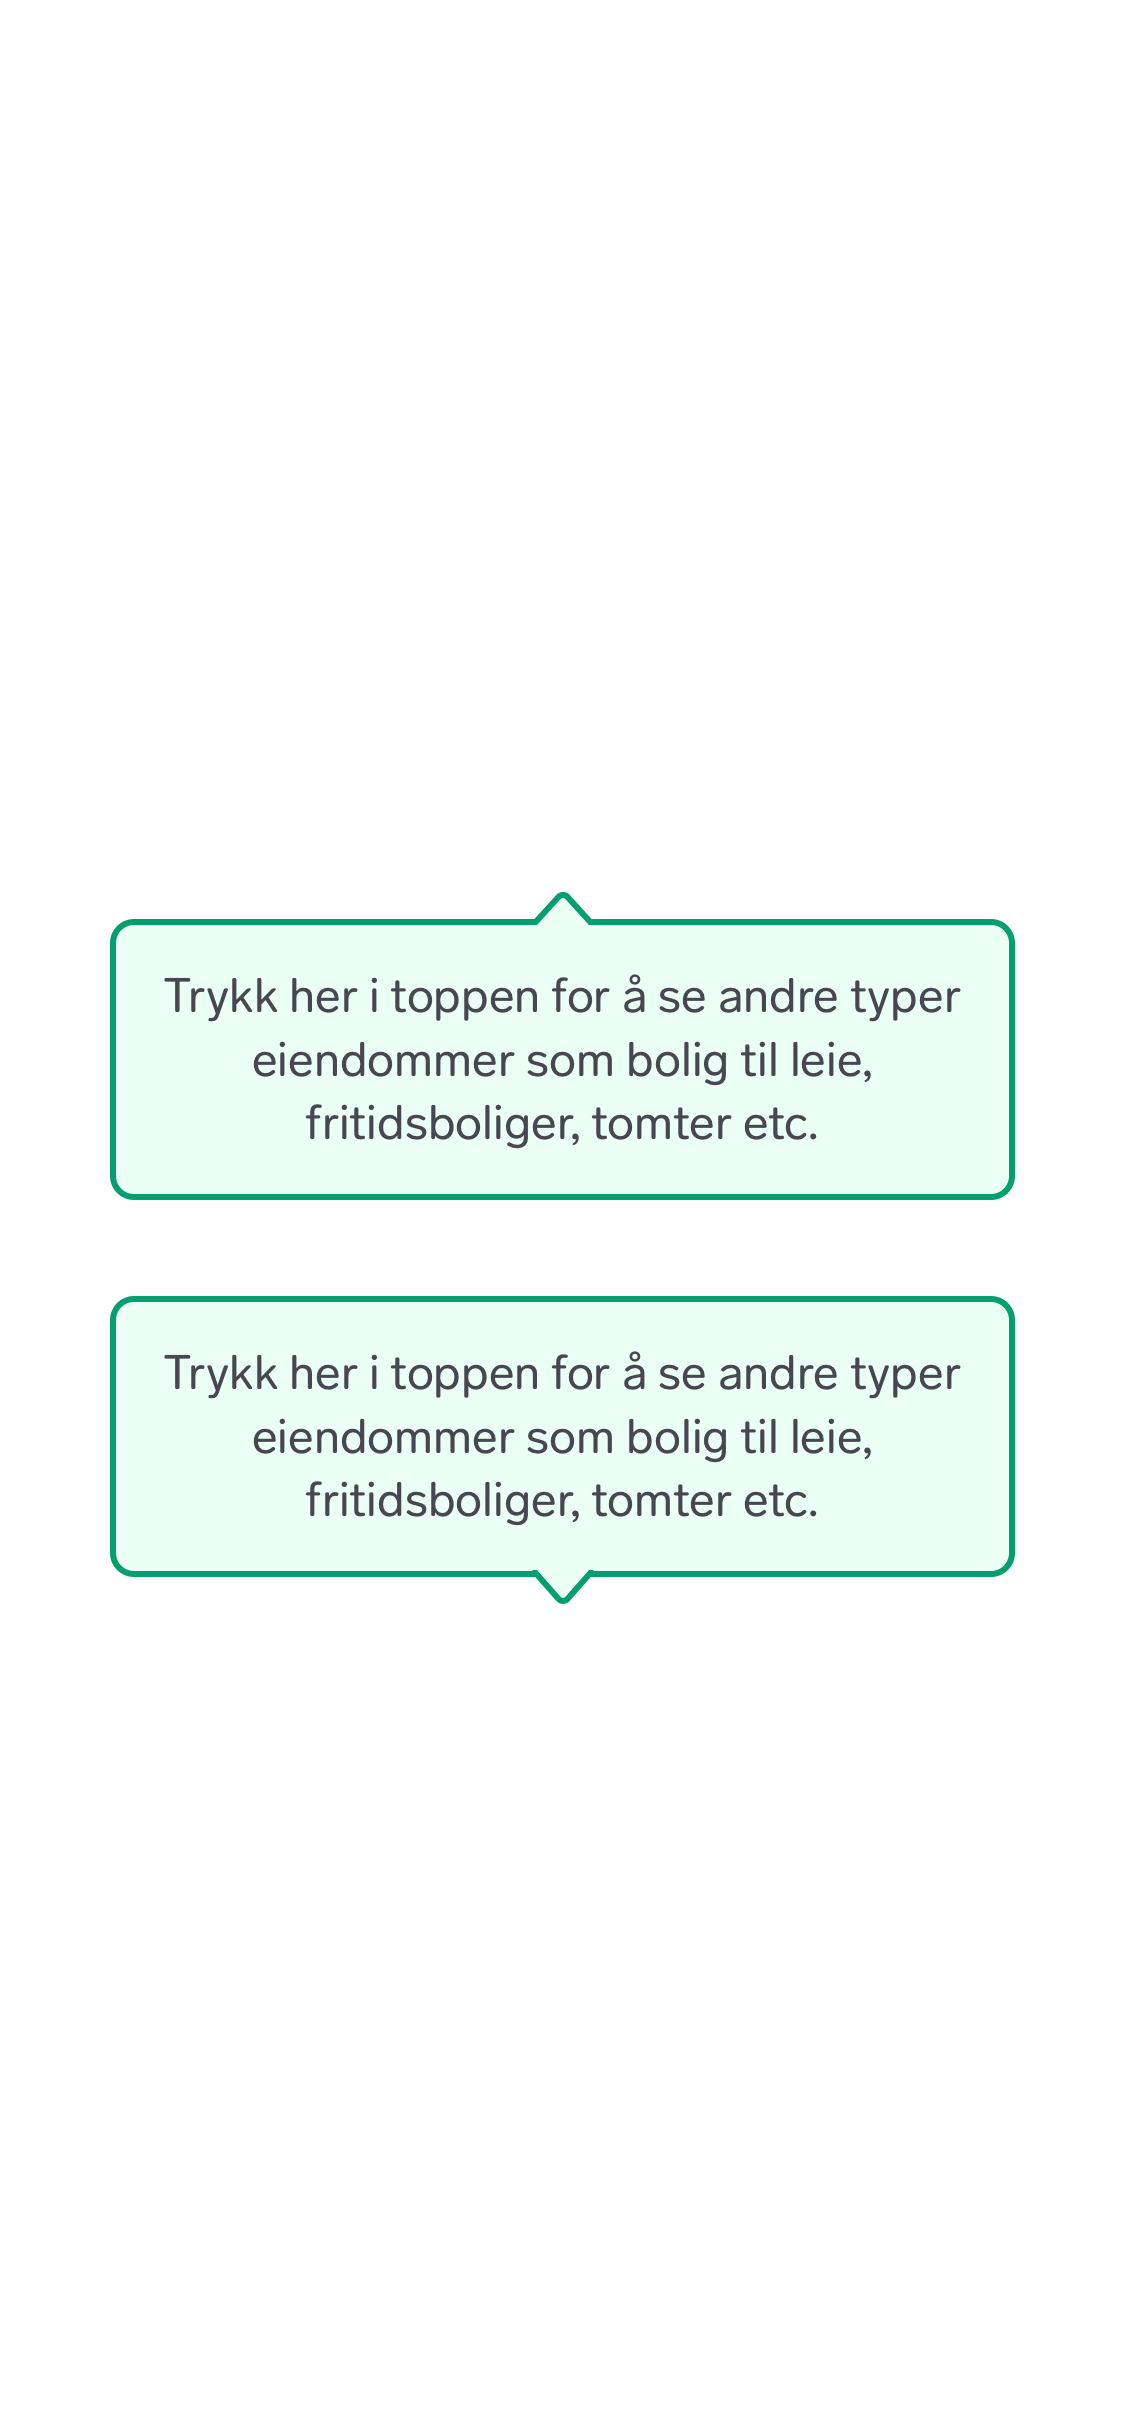 Trykk her i toppen for å se andre typer
eiendommer som bolig til leie,
fritidsboliger, tomter etc.
Trykk her i toppen for å se andre typer
eiendommer som bolig til leie,
fritidsboliger, tomter etc.